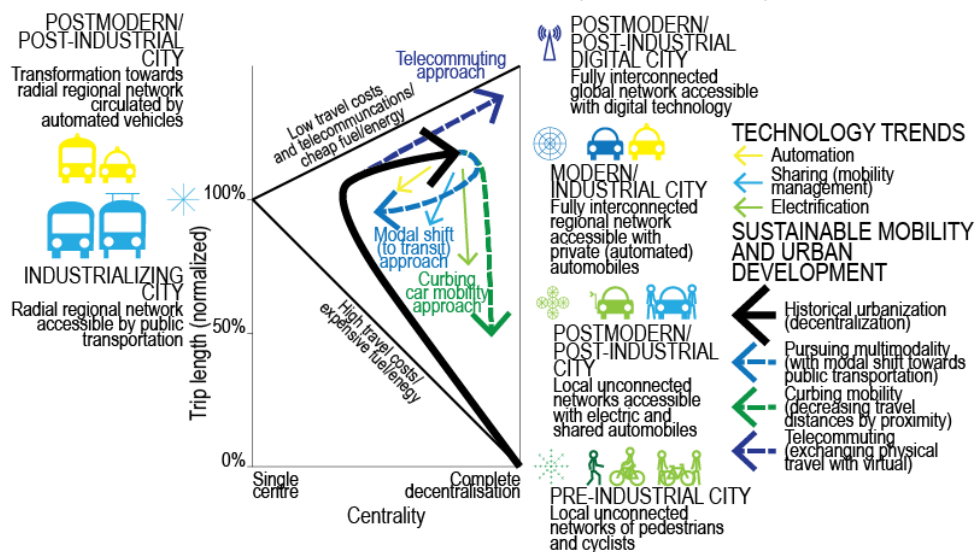 POSTMODERN/
POST-INDUSTRIAL
CITY
Transformation towards
radial regional network
circulated by
automated vehicles
INDUSTRIALIZING
CITY
Radial regional network
accessible by public
transportation
Trip length (normalized)
100%
50%
0%
Single
centre
Complete
decentralisation
Centrality
Low travel costs
and telecommuncations/
cheap fuel/energy
High travel costs/
expensive fuel/enegy
Telecommuting
approach
Modal shift
(to transit)
approach
Curbing
car mobility
approach
POSTMODERN/
POST-INDUSTRIAL
DIGITAL CITY
Fully interconnected
global network accessible
with digital technology
MODERN/
INDUSTRIAL CITY
Fully interconnected
regional network
accessible with
private (automated)
automobiles
POSTMODERN/
POST-INDUSTRIAL
CITY
Local unconnected
networks accessible
with electric and
shared automobiles
PRE-INDUSTRIAL CITY
Local unconnected
networks of pedestrians
and cyclists
TECHNOLOGY TRENDS
Automation
Sharing (mobility
management)
Electrification
SUSTAINABLE MOBILITY
AND URBAN
DEVELOPMENT
Historical urbanization
(decentralization)
Pursuing multimodality
(with modal shift towards
public transportation)
Curbing mobility
(decreasing travel
distances by proximity)
Telecommuting
(exchanging physical
travel with virtual)